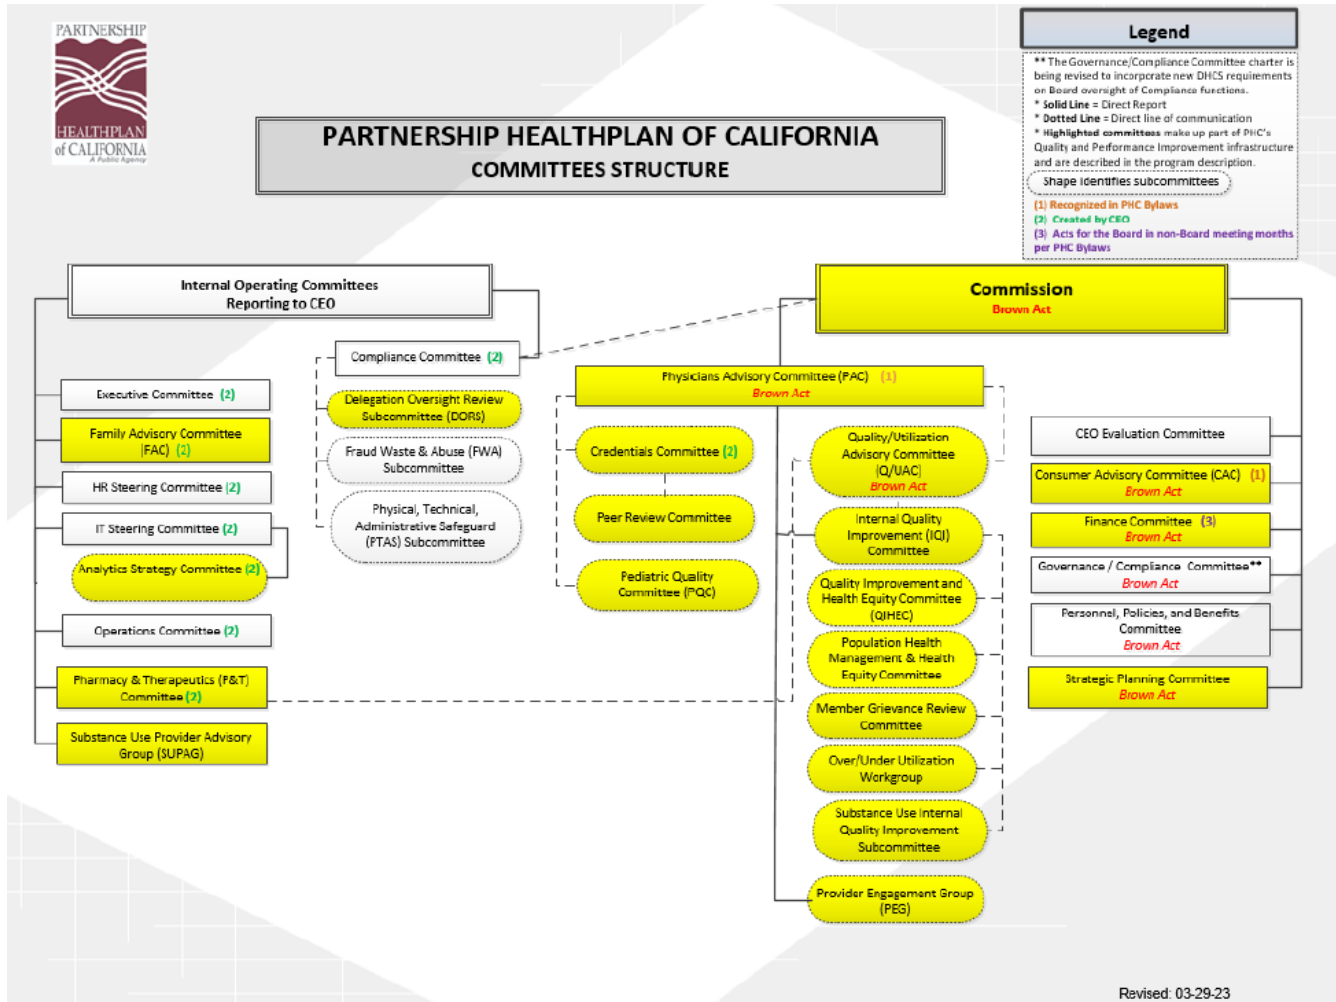 PARTNERSHIP
HEALTHPLAN
of CALIFORNIA
A Public Agency
PARTNERSHIP HEALTHPLAN OF CALIFORNIA
COMMITTEES STRUCTURE
Legend
** The Governance/Compliance Committee charter is
being revised to incorporate new DHCS requirements
on Board oversight of Compliance functions.
* Solid Line = Direct Report
* Dotted Line = Direct line of communication
* Highlighted committees make up part of PHC's
Quality and Performance Improvement infrastructure
and are described in the program description.
Shape identifies subcommittees
(1) Recognized in PHC Bylaws
(2) Created by CEO
(3) Acts for the Board in non-Board meeting months
per PHC Bylaws
Internal Operating Committees
Reporting to CEO
Executive Committee (2)
Family Advisory Committee
(FAC) (2)
HR Steering Committee (2)
IT Steering Committee (2)
Analytics Strategy Committee (2)
Operations Committee (2)
Pharmacy & Therapeutics (P&T)
Committee (2)
Substance Use Provider Advisory
Group (SUPAG)
Compliance Committee (2)
Delegation Oversight Review
Subcommittee (DORS)
Fraud Waste & Abuse (FWA)
Subcommittee
Physical, Technical,
Administrative Safeguard
(PTAS) Subcommittee
Commission
Brown Act
Physicians Advisory Committee (PAC) (1)
Brown Act
Credentials Committee (2)
Peer Review Committee
Pediatric Quality
Committee (PQC)
Quality/Utilization
Advisory Committee
(Q/UAC)
Brown Act
Internal Quality
Improvement (IQI)
Committee
Quality Improvement and
Health Equity Committee
(QIHEC)
Population Health
Management & Health
Equity Committee
Member Grievance Review
Committee
Over/Under Utilization
Workgroup
Substance Use Internal
Quality Improvement
Subcommittee
Provider Engagement Group
(PEG)
CEO Evaluation Committee
Consumer Advisory Committee (CAC) (1)
Brown Act
Finance Committee (3)
Brown Act
Governance / Compliance Committee**
Brown Act
Personnel, Policies, and Benefits
Committee
Brown Act
Strategic Planning Committee
Brown Act
Revised: 03-29-23